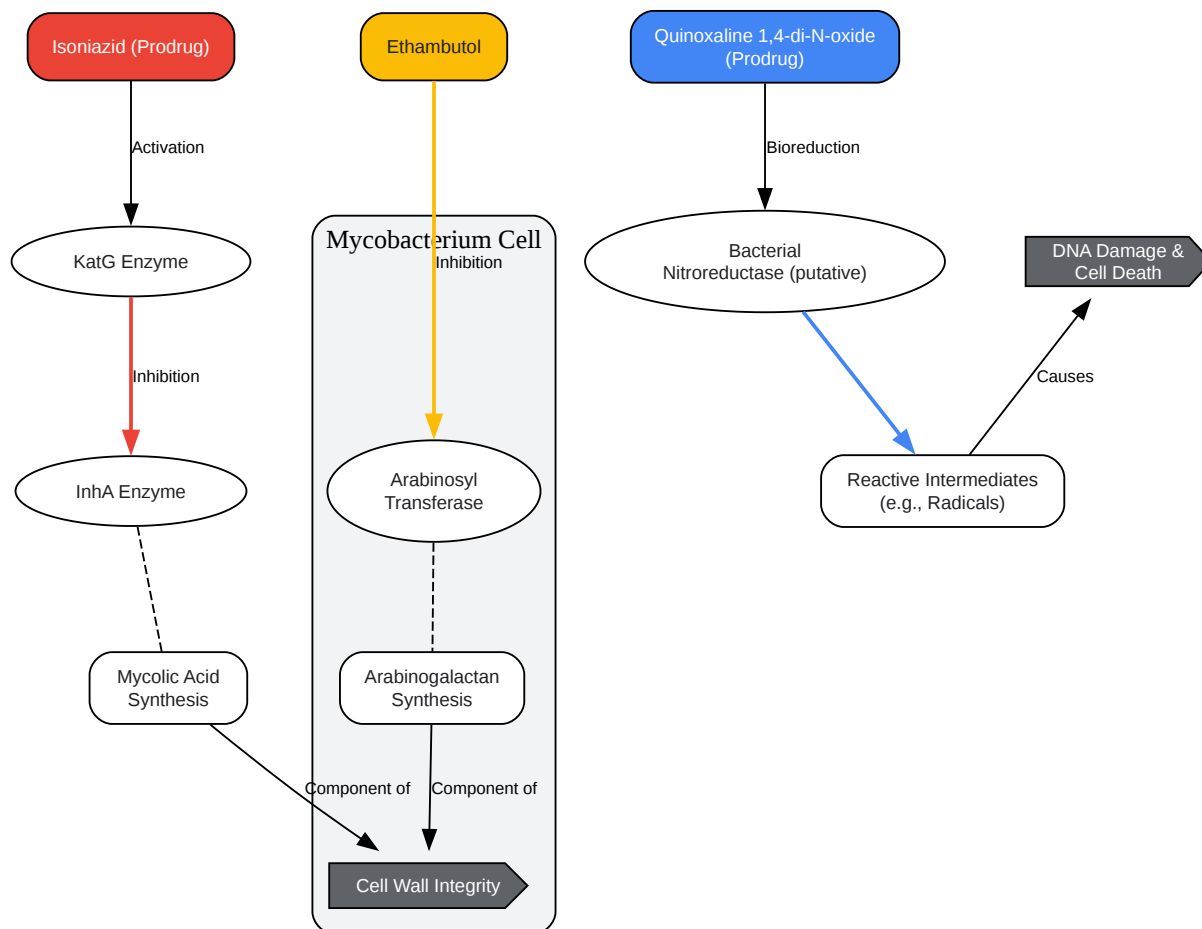 Isoniazid (Prodrug)
Ethambutol
Quinoxaline 1,4-di-N-oxide
(Prodrug)
Activation
Bioreduction
Mycobacterium Cell
KatG Enzyme
Inhibition
Bacterial
Nitroreductase (putative)
DNA Damage &
Cell Death
Inhibition
Causes
InhA Enzyme
Arabinosyl
Transferase
Reactive Intermediates
(e.g., Radicals)
Mycolic Acid
Synthesis
Arabinogalactan
Synthesis
Component of
Component of
Cell Wall Integrity